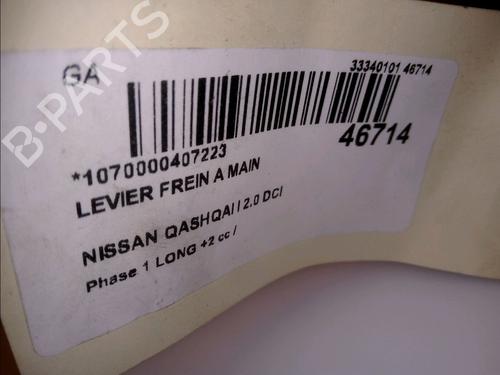 GA
33340101 46714
*1070000407223
46714
LEVIER FREIN A MAIN
NISSAN QASHQAI I 2.0 DCI
Phase 1 LONG +2 cc /
B-PARTS